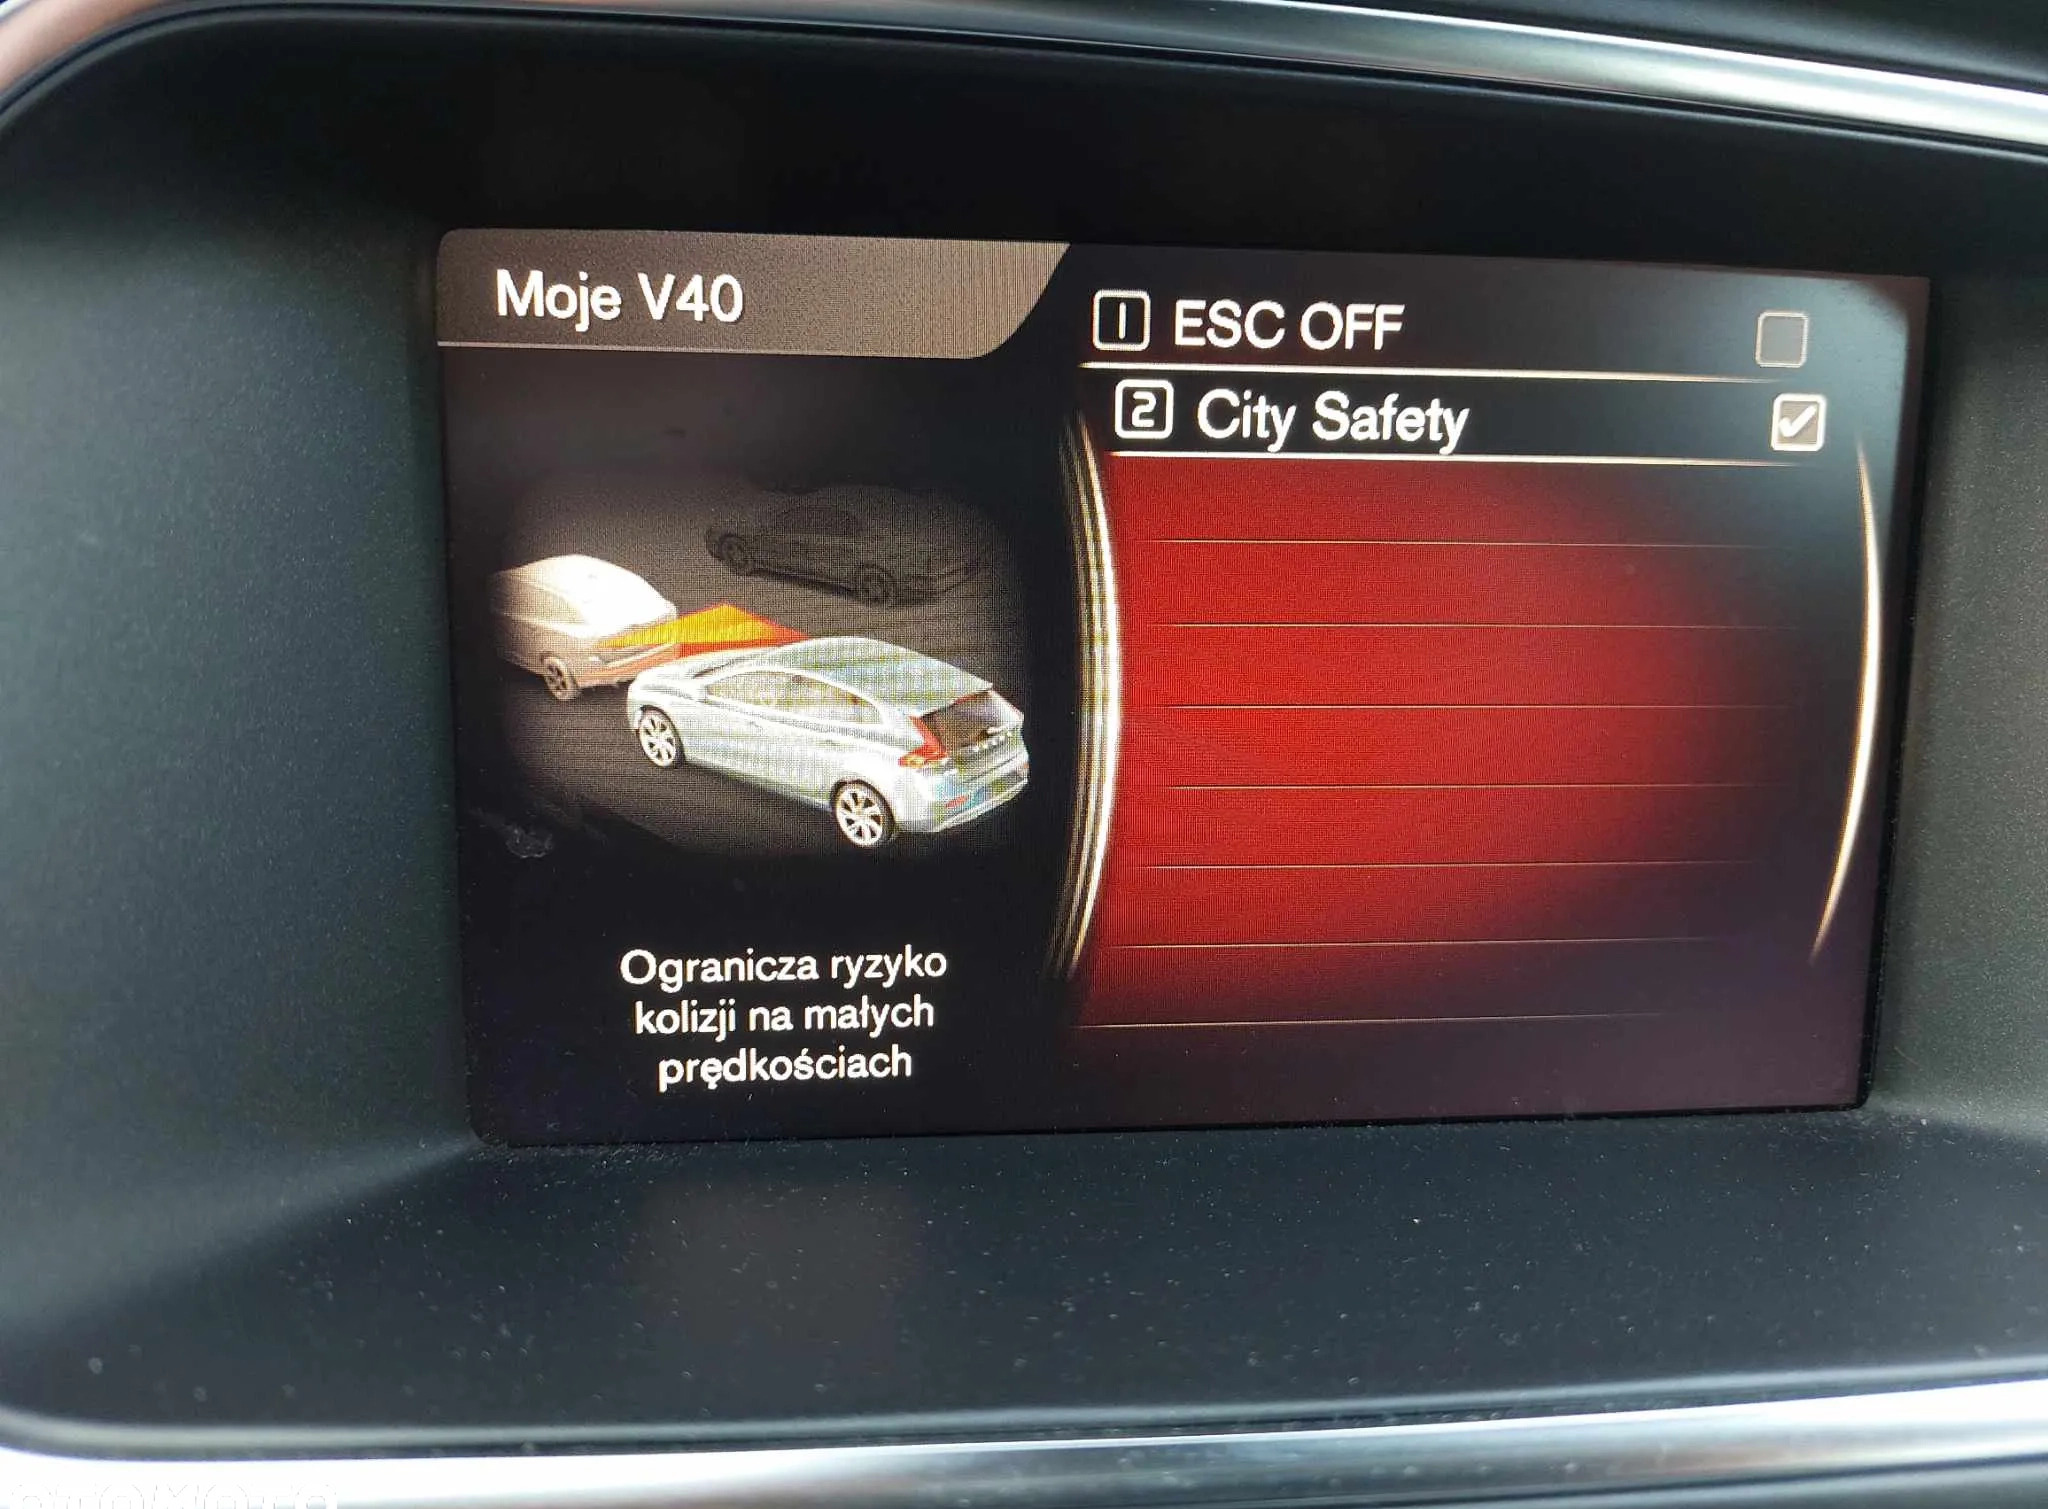 Moje V40
1 ESC OFF
2 City Safety
Ogranicza ryzyko
kolizji na małych
prędkościach